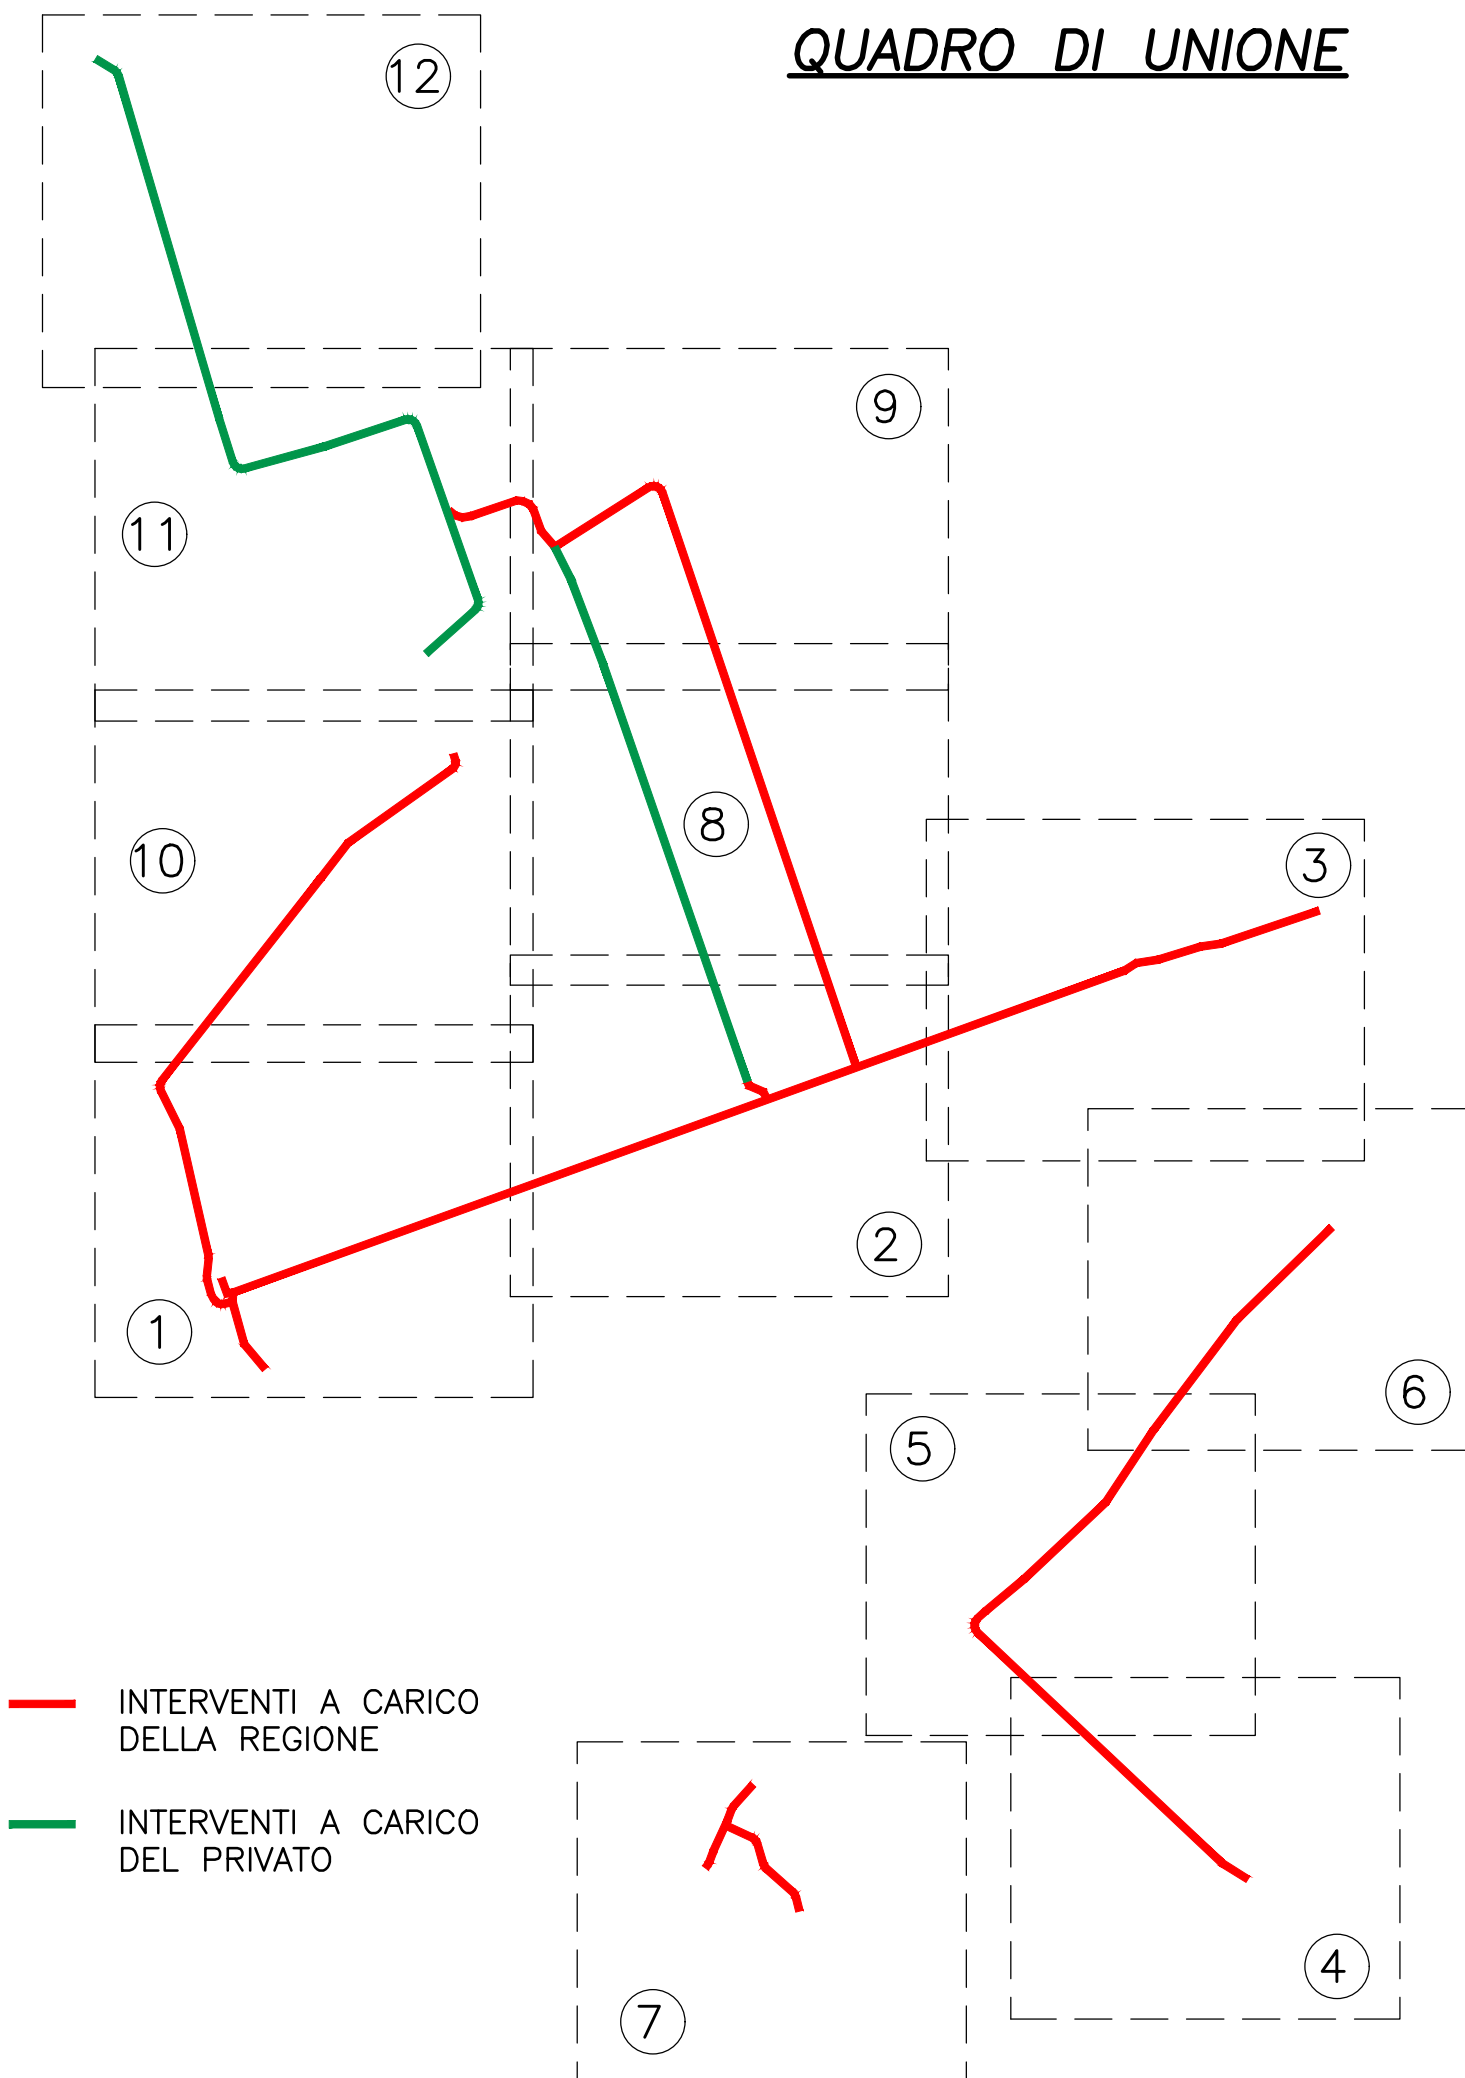 QUADRO DI UNIONE
12
9
11
8
10
3
2
1
6
5
INTERVENTI A CARICO
DELLA REGIONE
INTERVENTI A CARICO
DEL PRIVATO
4
7